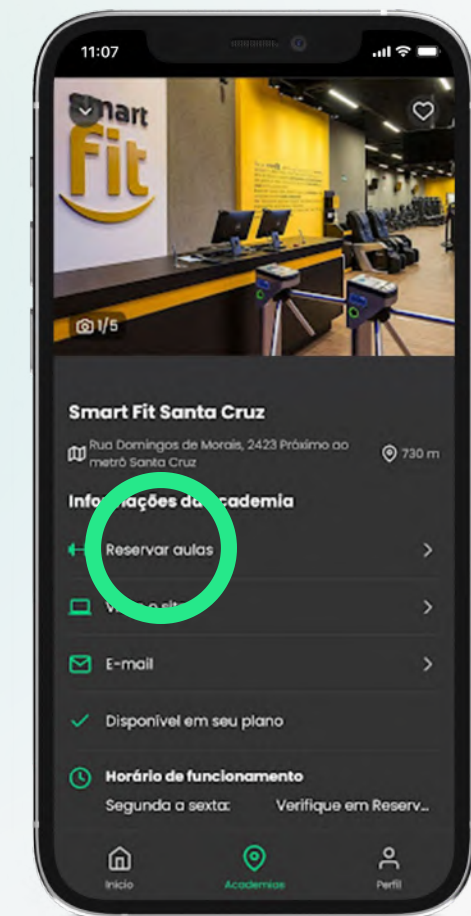 11:07
smart
fit
1/5
Smart Fit Santa Cruz
Rua Domingos de Morais, 2423 Próximo ao
metrô Santa Cruz
730 m
Informações da academia
Reservar aulas
E-mail
Disponível em seu plano
Horário de funcionamento
Segunda a sexta: Verifique em Reserv...
Início Academias Perfil